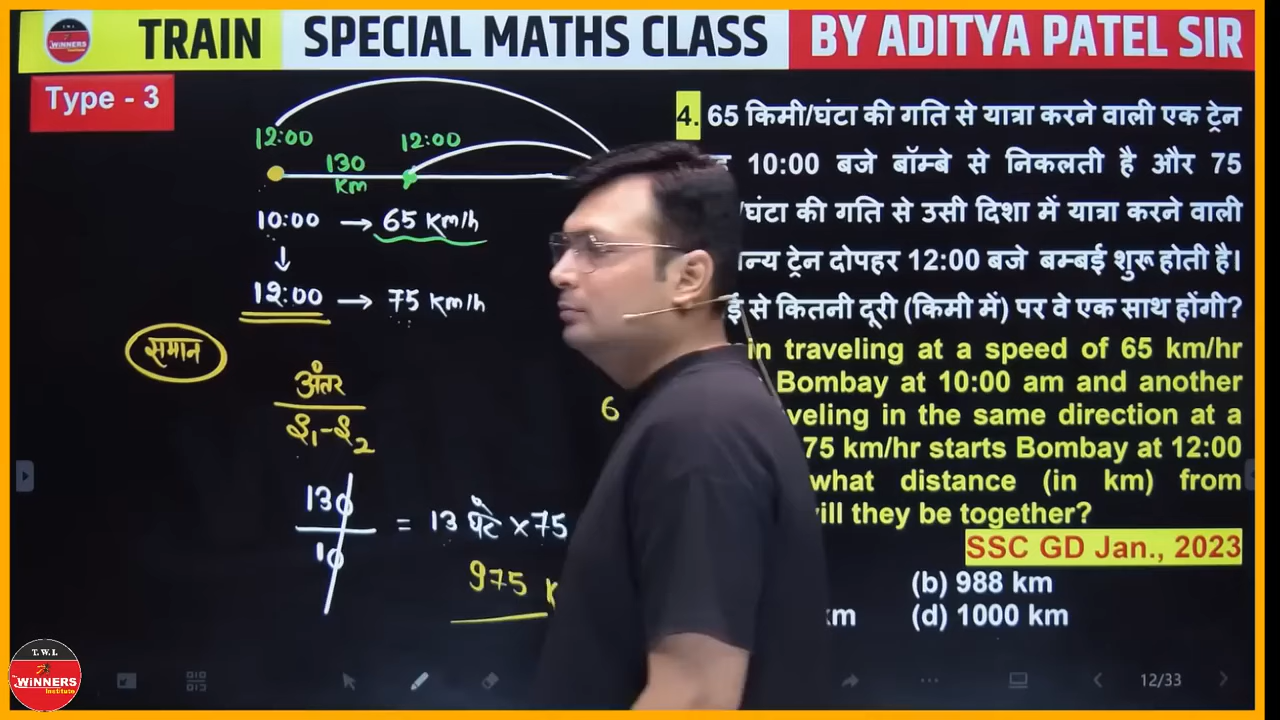 TRAIN SPECIAL MATHS CLASS BY ADITYA PATEL SIR
WiNNERS
Institute
Type - 3
12:00 12:00
130
Km
10:00 → 65 Km/h
↓
12:00 → 75 Km/h
समान
अंतर
S₁-S₂
130
10
= 13 घंटे ×75
975
6
4. 65 किमी/घंटा की गति से यात्रा करने वाली एक ट्रेन
10:00 बजे बॉम्बे से निकलती है और 75
/घंटा की गति से उसी दिशा में यात्रा करने वाली
ट्रेन दोपहर 12:00 बजे बम्बई शुरू होती है।
से कितनी दूरी (किमी में) पर वे एक साथ होंगी?
in traveling at a speed of 65 km/hr
Bombay at 10:00 am and another
veling in the same direction at a
75 km/hr starts Bombay at 12:00
what distance (in km) from
will they be together?
SSC GD Jan., 2023
(b) 988 km
km (d) 1000 km
T.W.I.
The WiNNERS
Institute
12/33